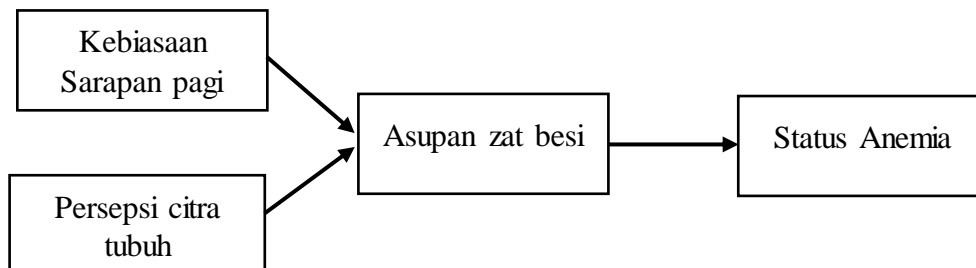 Kebiasaan
Sarapan pagi
Asupan zat besi
Status Anemia
Persepsi citra
tubuh